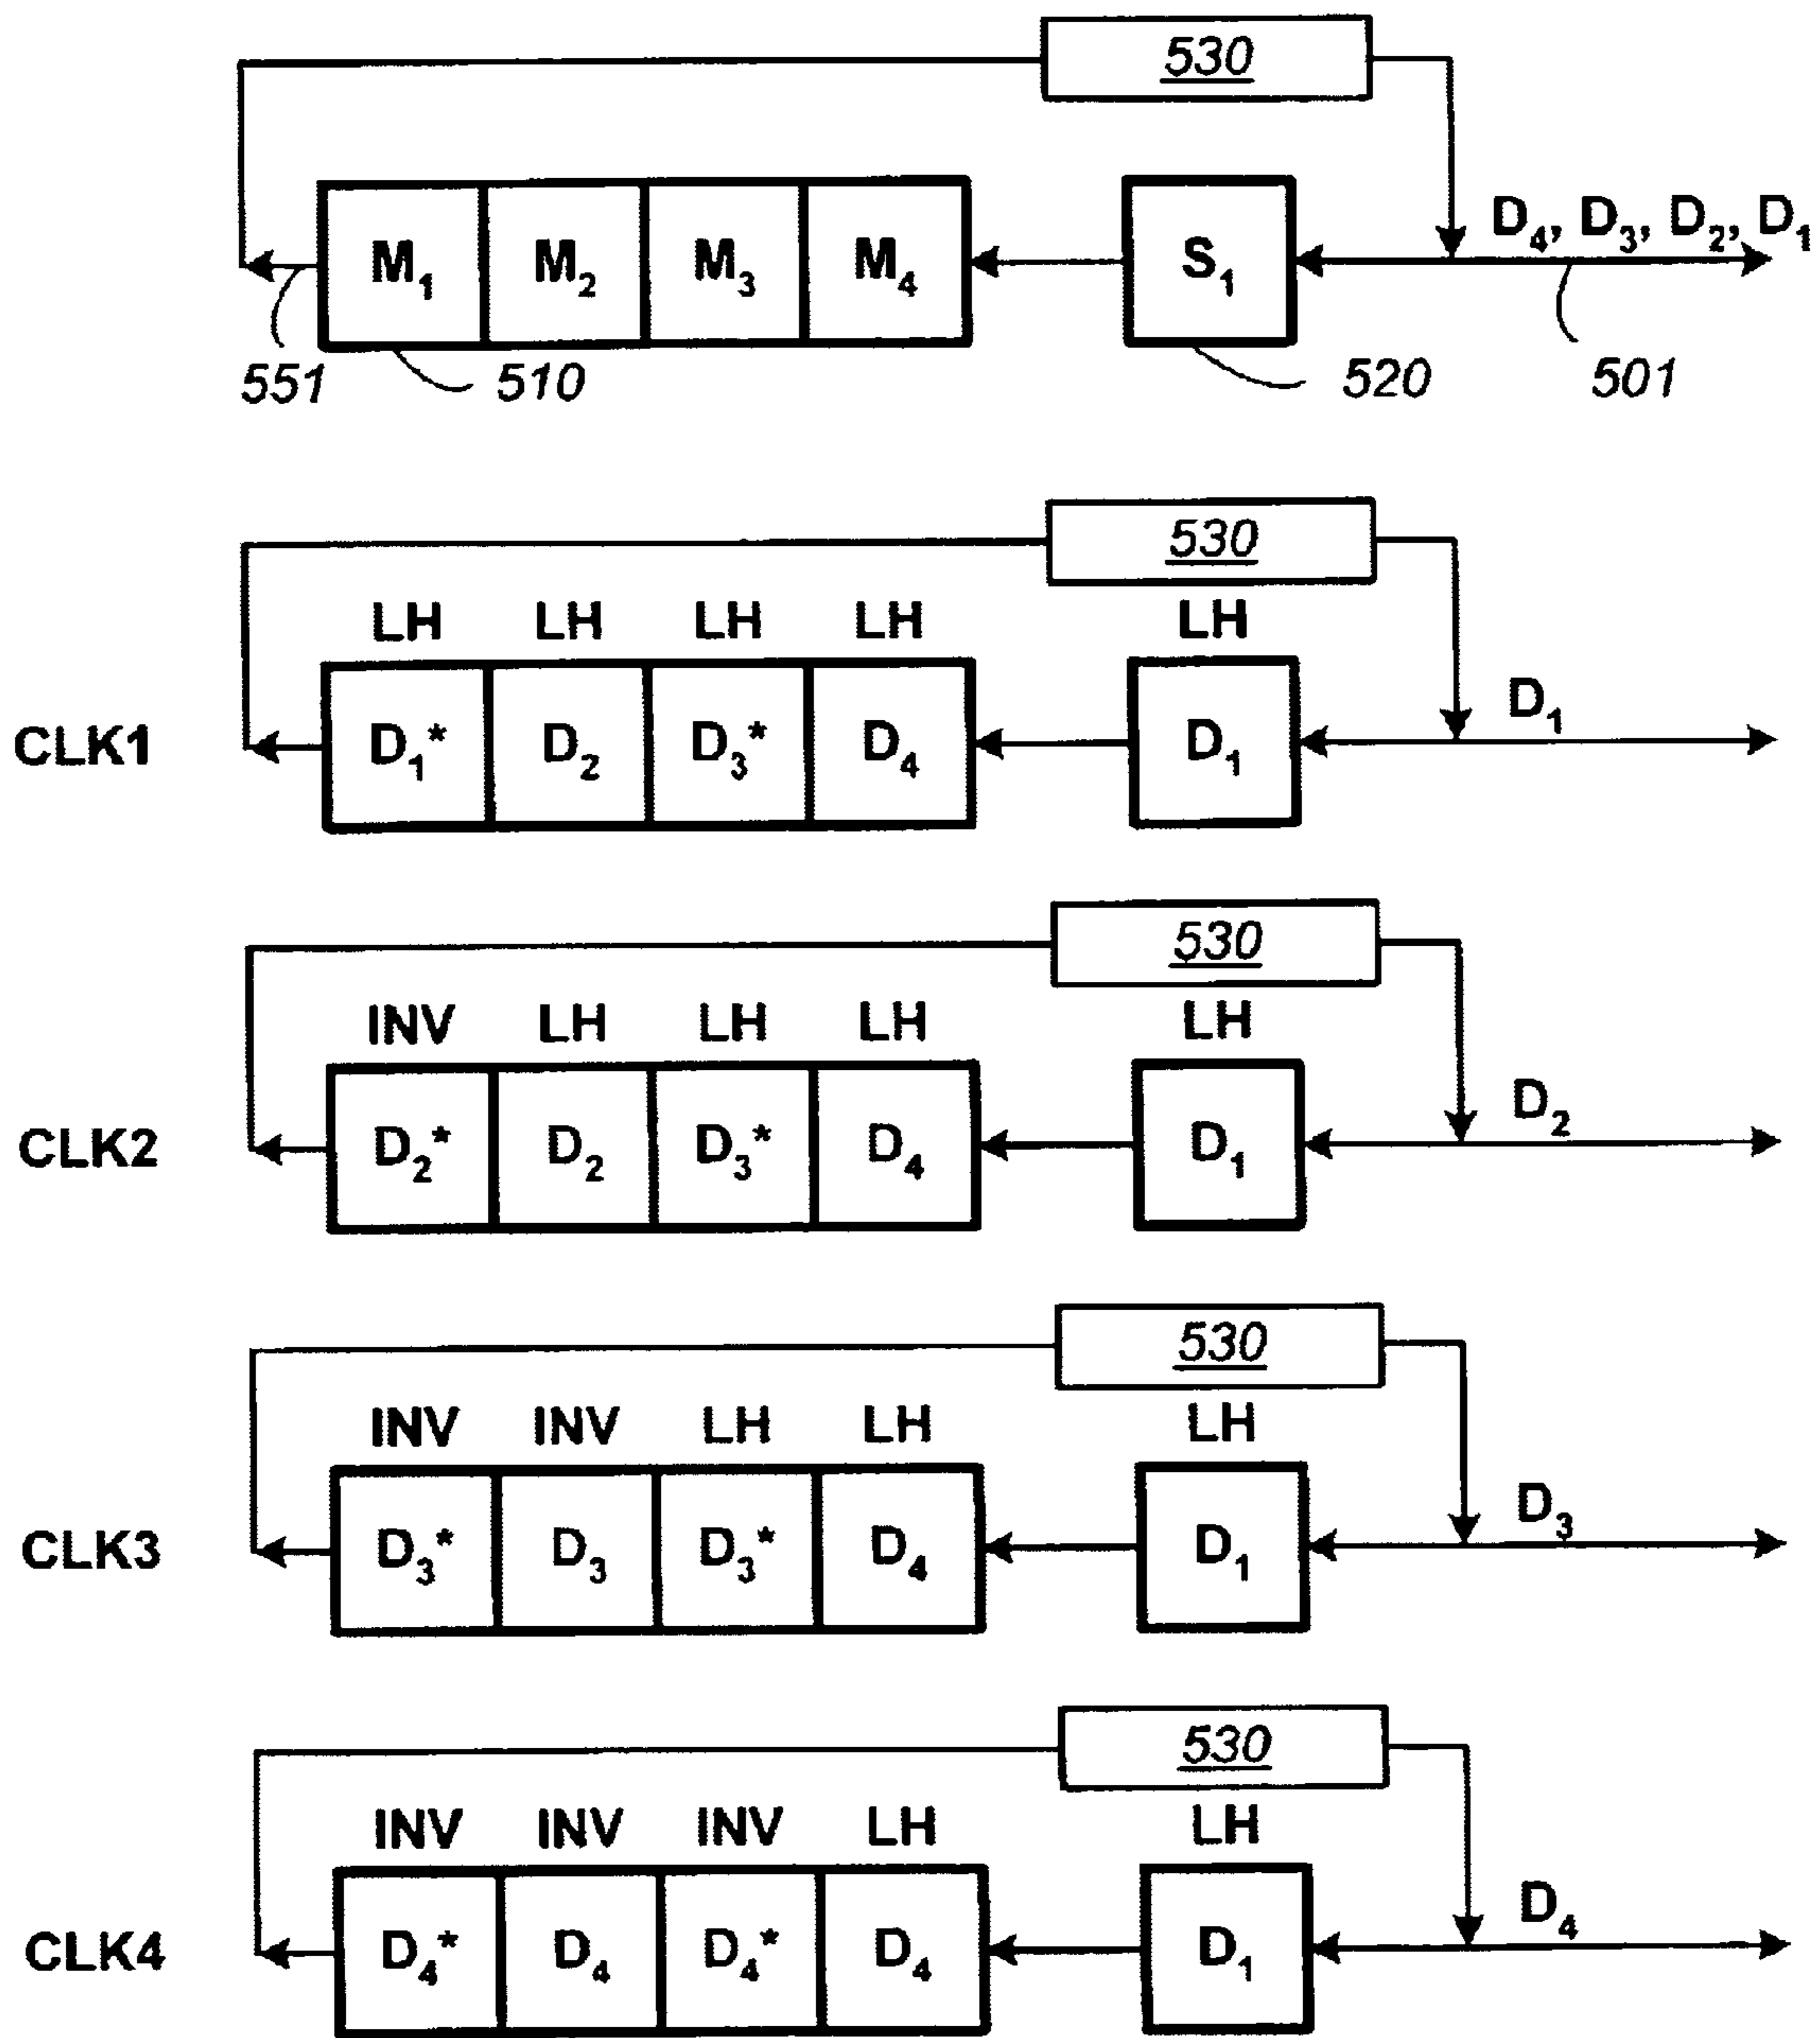 530
M₁ M₂ M₃ M₄ S₁ D₄, D₃, D₂, D₁
551 510 520 501
530
LH LH LH LH LH
CLK1 D₁* D₂ D₃* D₄ D₁ D₁
530
INV LH LH LH LH
CLK2 D₂* D₂ D₃* D₄ D₁ D₂
530
INV INV LH LH LH
CLK3 D₃* D₃ D₃* D₄ D₁ D₃
530
INV INV INV LH LH
CLK4 D₄* D₄ D₄* D₄ D₁ D₄